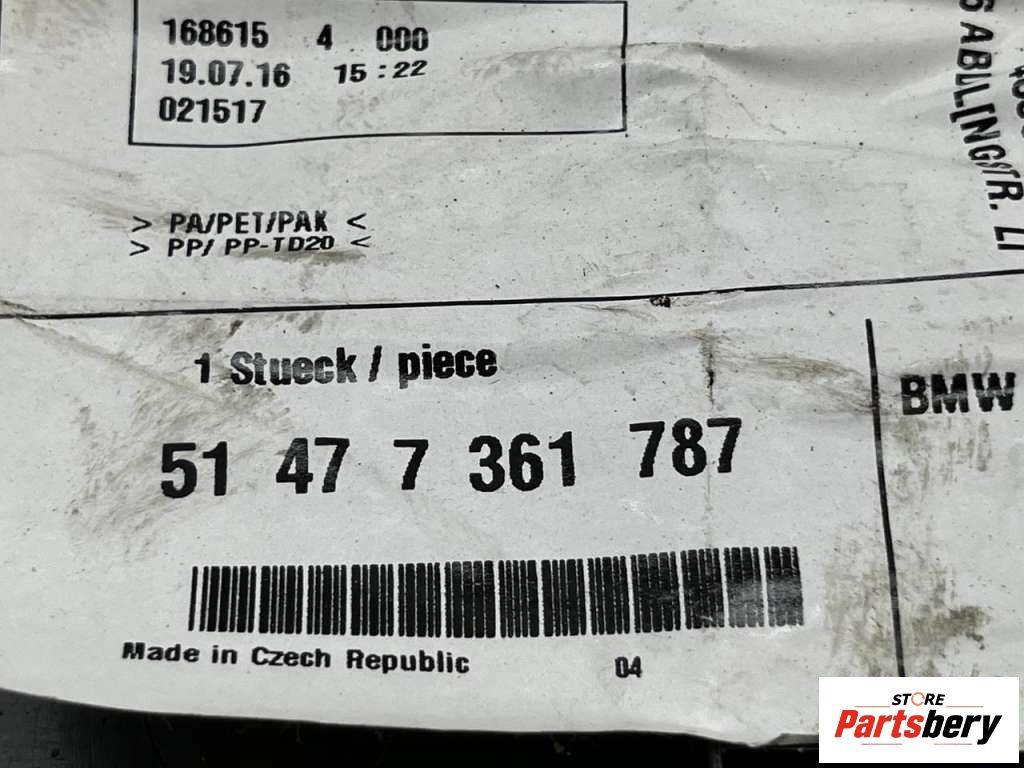 168615 4 000
19.07.16 15:22
021517
> PA/PET/PAK <
> PP/ PP-TD20 <
1 Stueck / piece
51 47 7 361 787
BMW
Made in Czech Republic
04
STORE
Partsbery